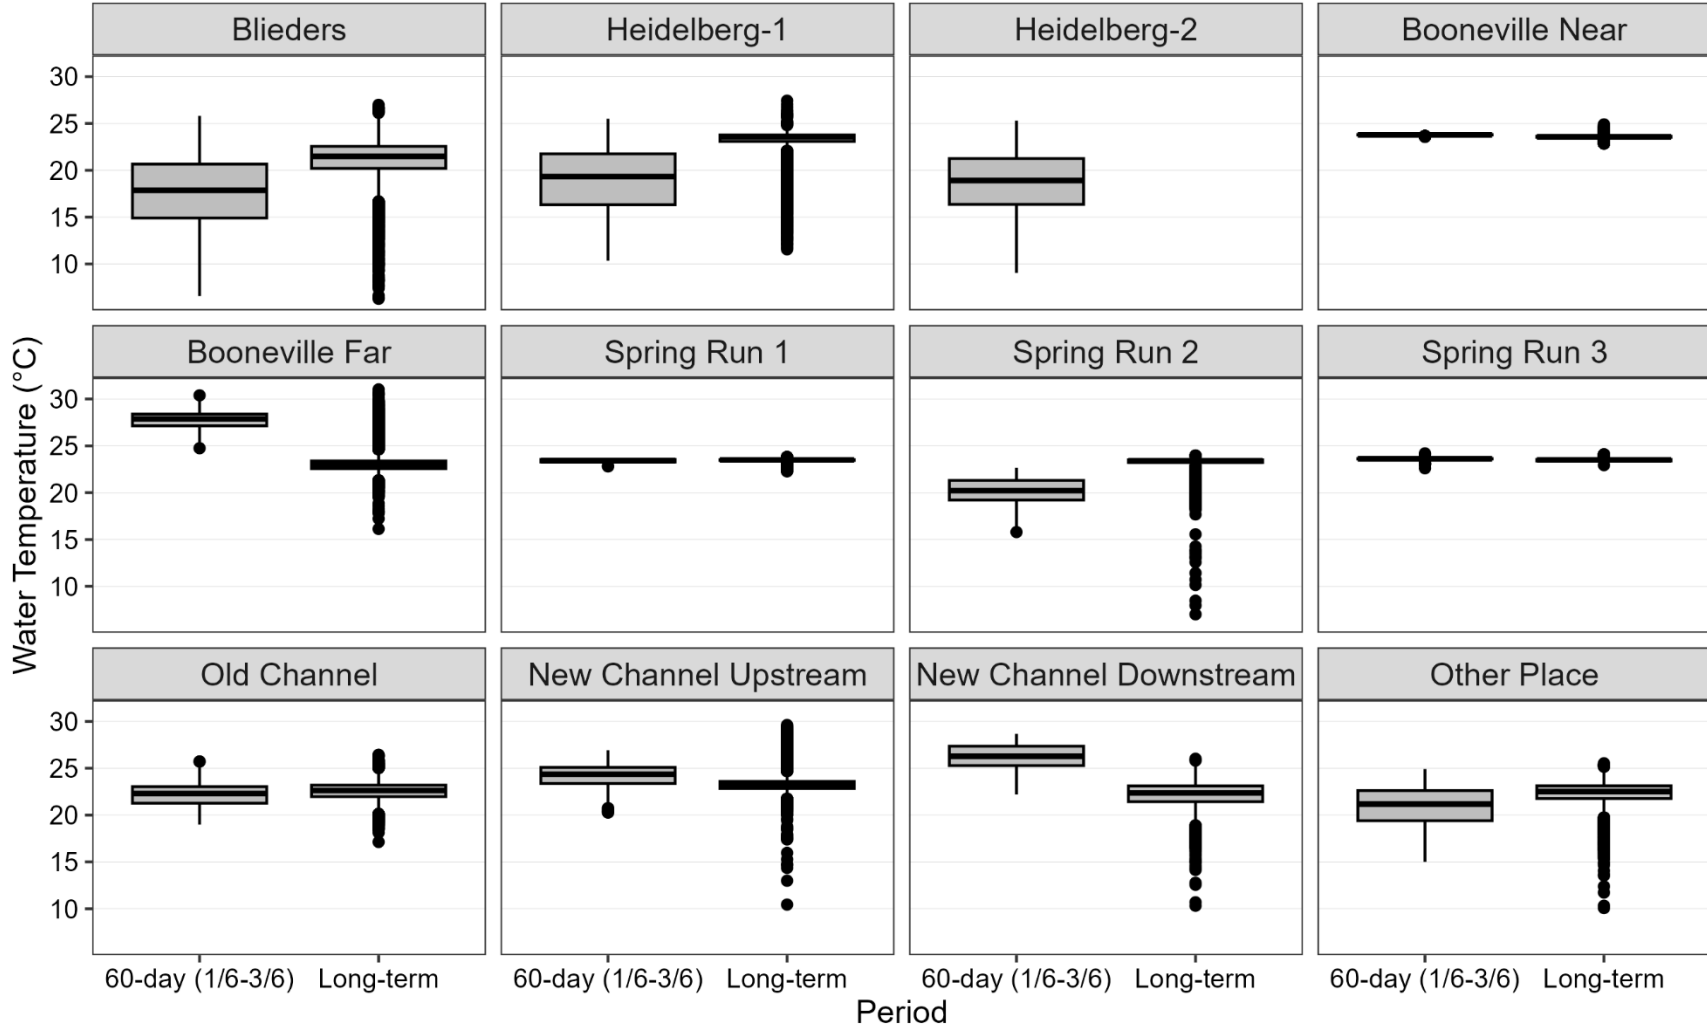 Blieders Heidelberg-1 Heidelberg-2 Booneville Near
30
25
20
15
10
Booneville Far Spring Run 1 Spring Run 2 Spring Run 3
30
25
20
15
10
Water Temperature (°C)
Old Channel New Channel Upstream New Channel Downstream Other Place
30
25
20
15
10
60-day (1/6-3/6) Long-term 60-day (1/6-3/6) Long-term 60-day (1/6-3/6) Long-term 60-day (1/6-3/6) Long-term
Period